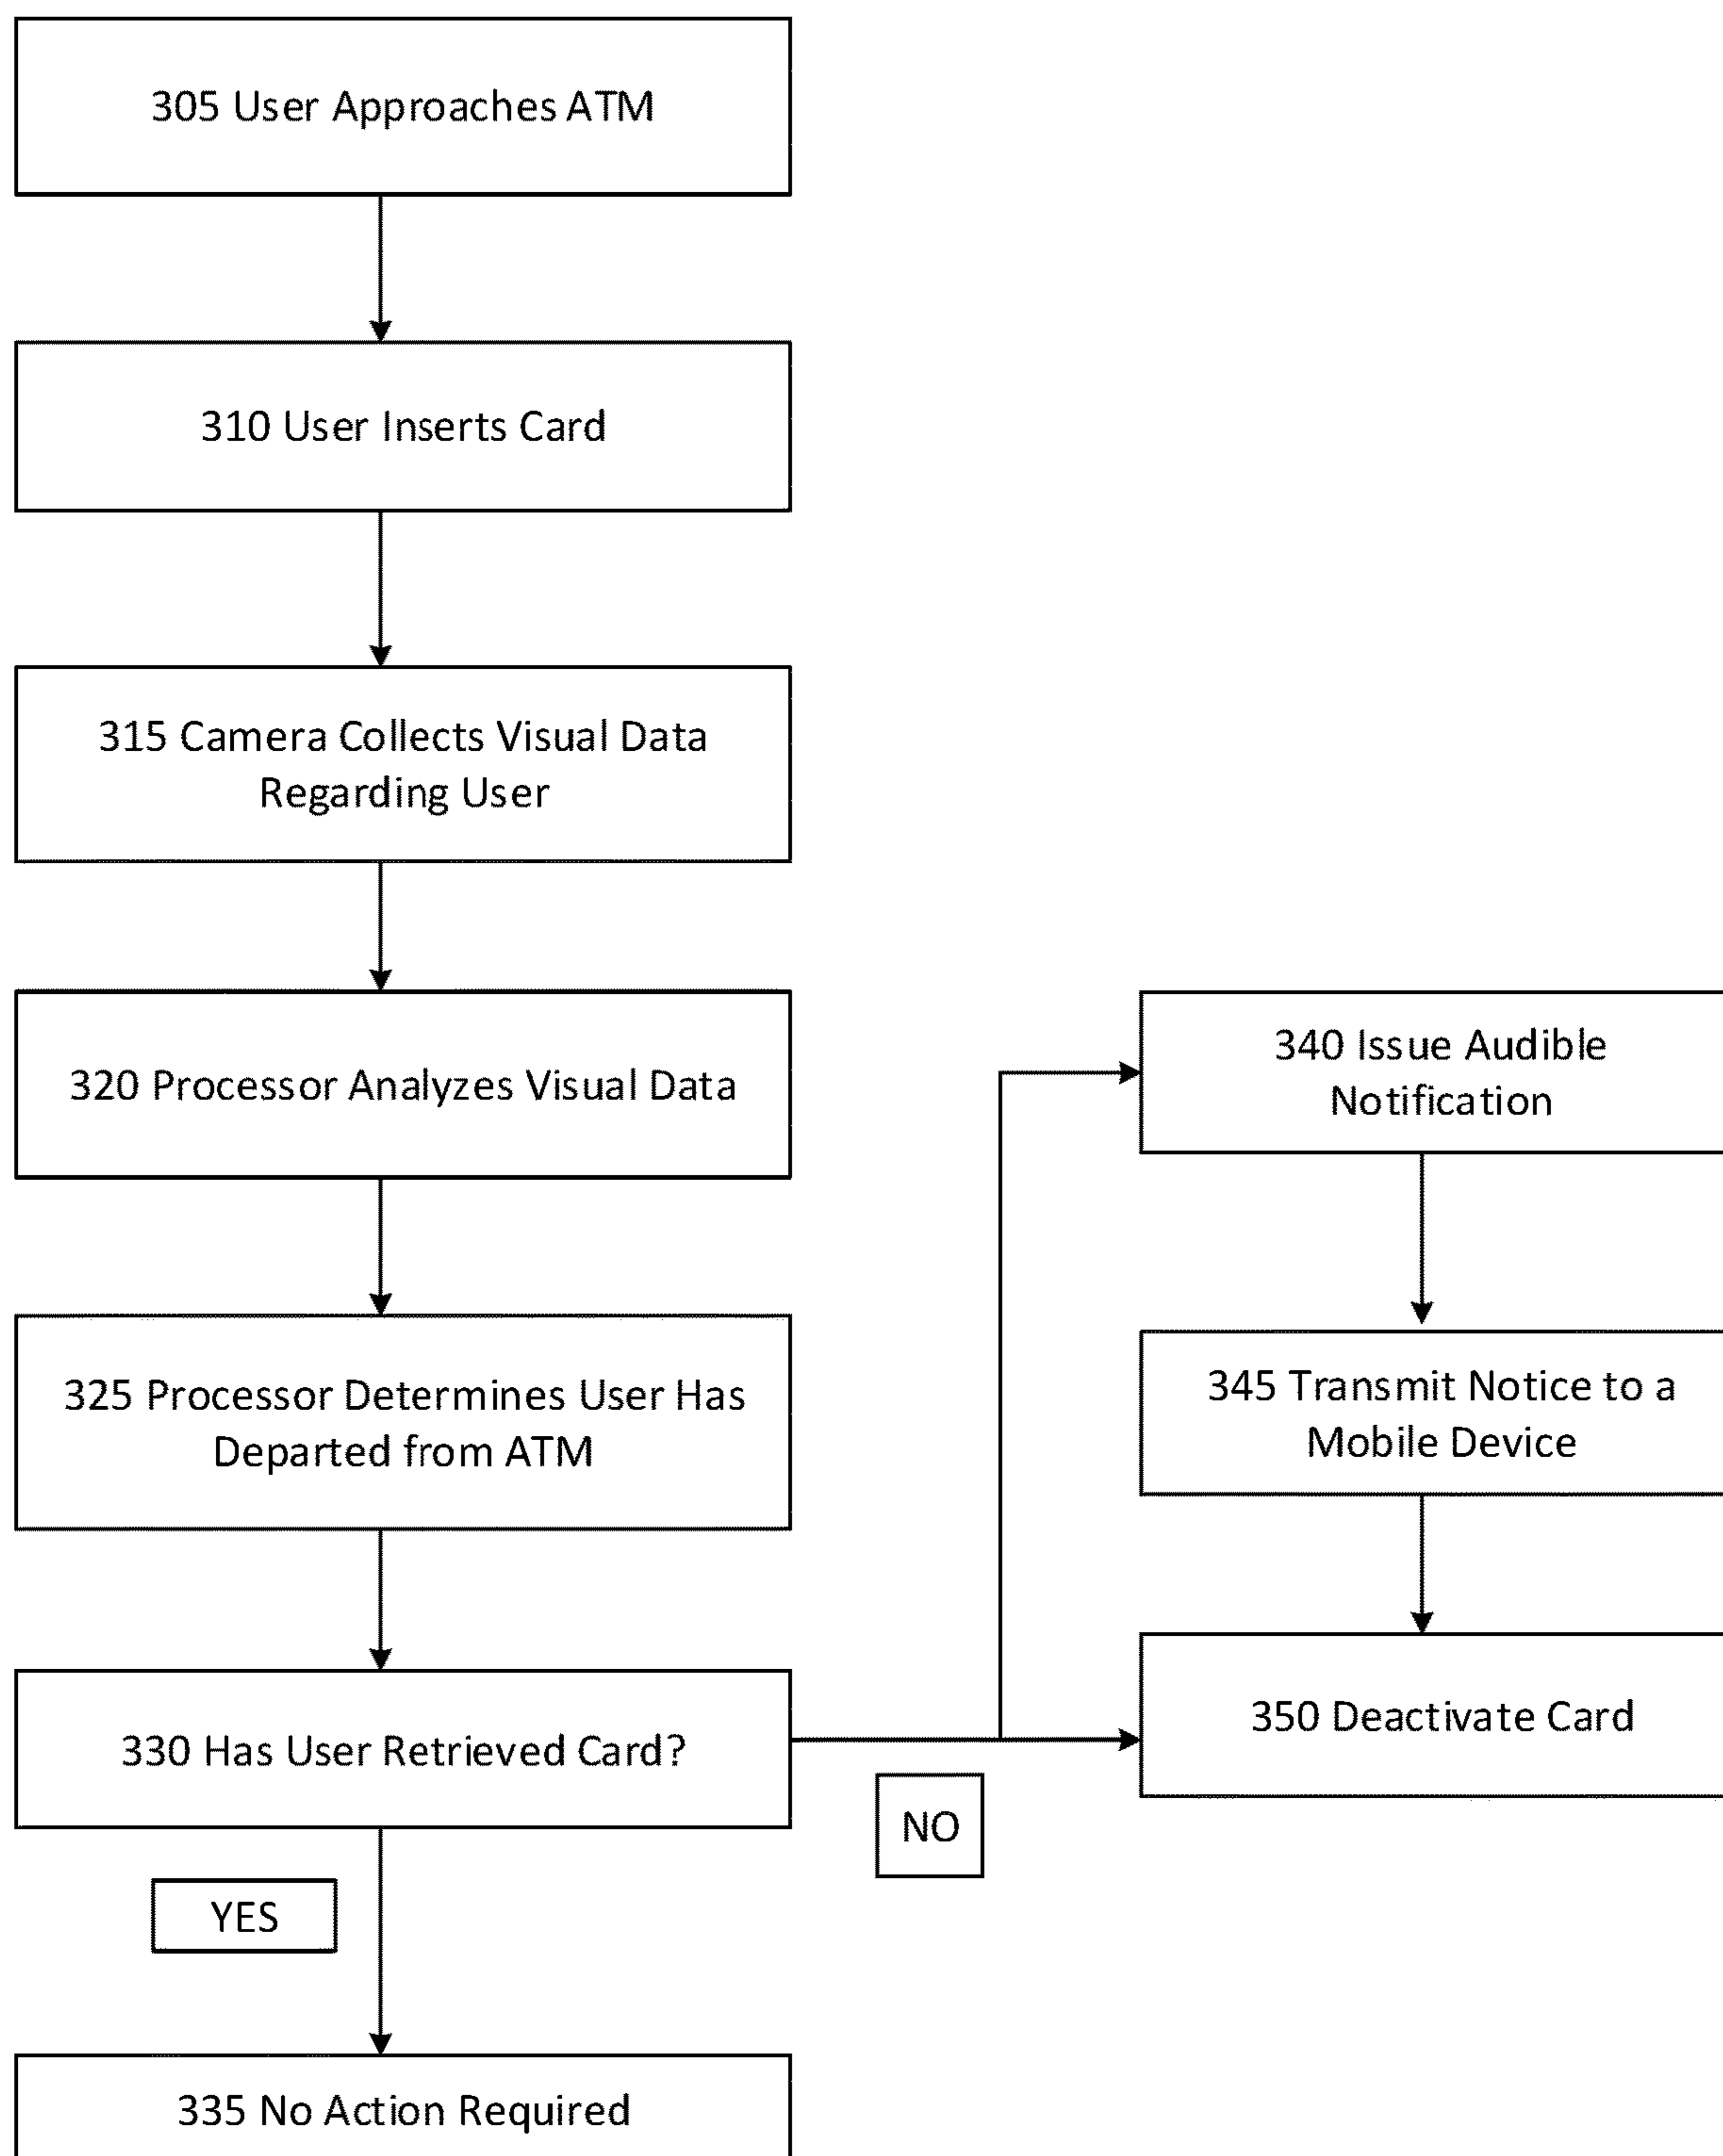 305 User Approaches ATM
310 User Inserts Card
315 Camera Collects Visual Data
Regarding User
320 Processor Analyzes Visual Data
325 Processor Determines User Has
Departed from ATM
330 Has User Retrieved Card?
YES
335 No Action Required
NO
340 Issue Audible
Notification
345 Transmit Notice to a
Mobile Device
350 Deactivate Card